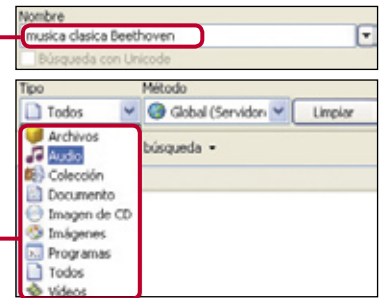 Nombre
musica clasica Beethoven
Búsqueda con Unicode
Tipo Método
Todos Global (Servidor Limpiar
Archivos
Audio búsqueda
Colección
Documento
Imagen de CD
Imágenes
Programas
Todos
Vídeos